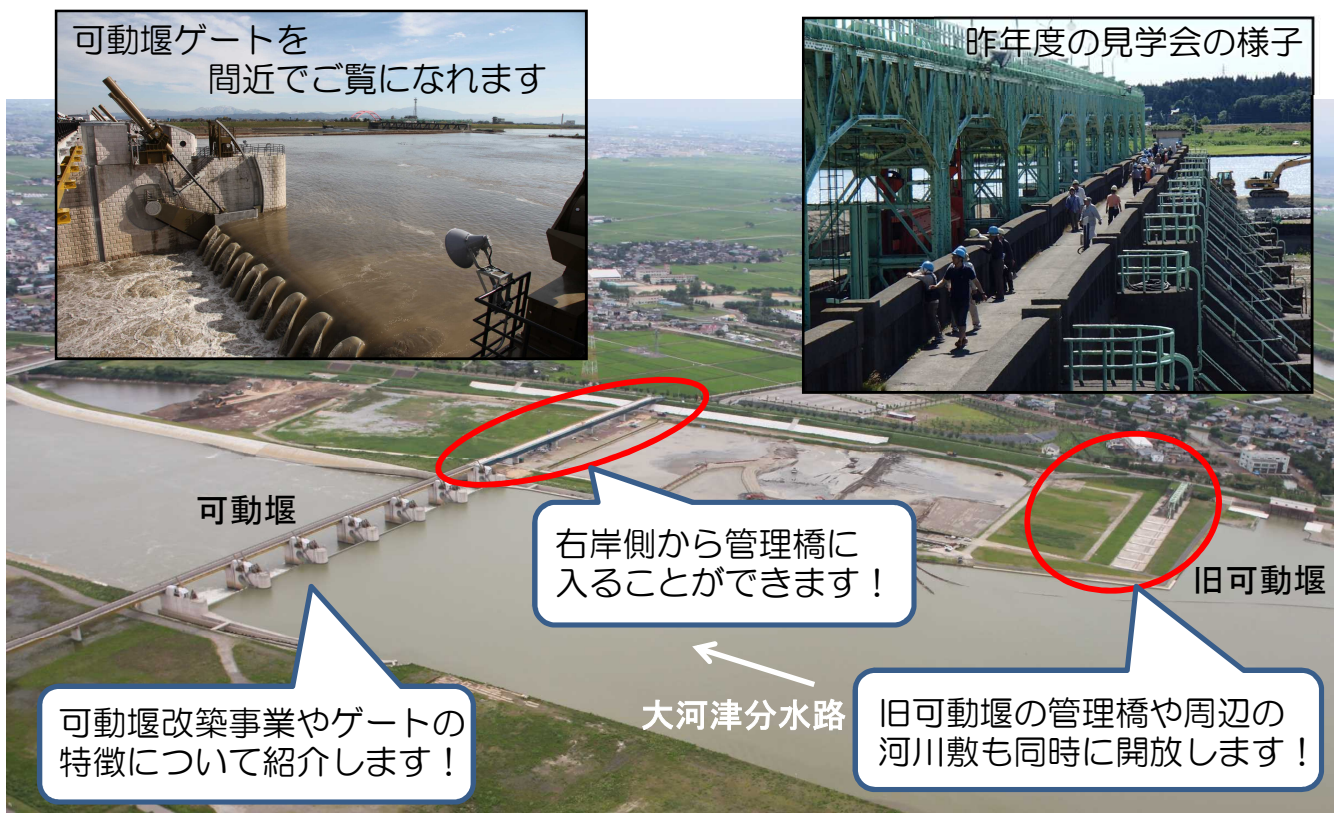 可動堰ゲートを
間近でご覧になれます
昨年度の見学会の様子
可動堰
右岸側から管理橋に
入ることができます！
旧可動堰
大河津分水路
可動堰改築事業やゲートの
特徴について紹介します！
旧可動堰の管理橋や周辺の
河川敷も同時に開放します！